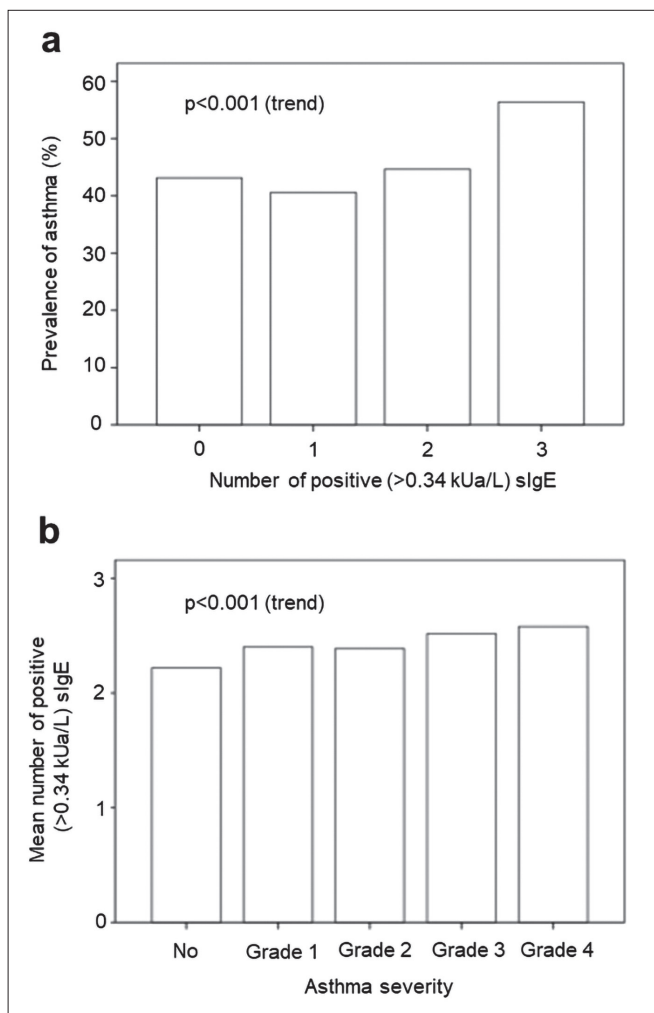 a
60
50
40
30
20
10
0
Prevalence of asthma (%)
p<0.001 (trend)
0 1 2 3
Number of positive (>0.34 kUa/L) sIgE
b
3
2
1
0
Mean number of positive
(>0.34 kUa/L) sIgE
p<0.001 (trend)
No Grade 1 Grade 2 Grade 3 Grade 4
Asthma severity